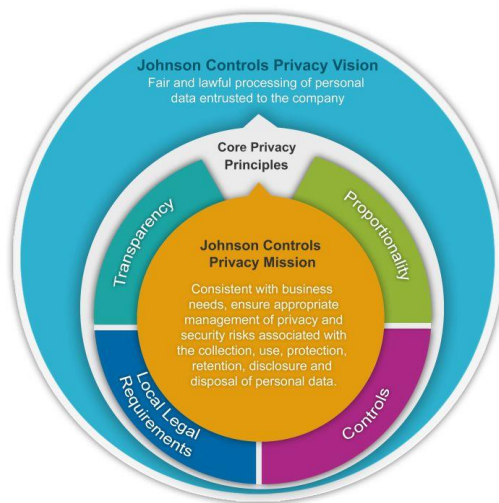 Johnson Controls Privacy Vision
Fair and lawful processing of personal
data entrusted to the company
Core Privacy
Principles
Transparency
Proportionality
Johnson Controls
Privacy Mission
Consistent with business
needs, ensure appropriate
management of privacy and
security risks associated with
the collection, use, protection,
retention, disclosure and
disposal of personal data.
Local Legal
Requirements
Controls